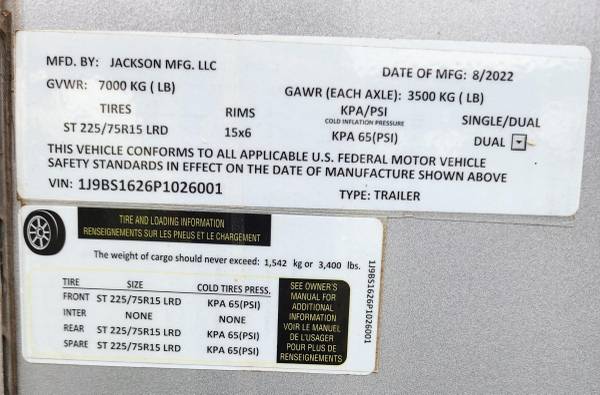 MFD. BY: JACKSON MFG. LLC
DATE OF MFG: 8/2022
GVWR: 7000 KG ( LB)
GAWR (EACH AXLE): 3500 KG ( LB)
TIRES RIMS KPA/PSI SINGLE/DUAL
COLD INFLATION PRESSURE
ST 225/75R15 LRD 15x6 KPA 65(PSI) DUAL
THIS VEHICLE CONFORMS TO ALL APPLICABLE U.S. FEDERAL MOTOR VEHICLE
SAFETY STANDARDS IN EFFECT ON THE DATE OF MANUFACTURE SHOWN ABOVE
VIN: 1J9BS1626P1026001 TYPE: TRAILER
TIRE AND LOADING INFORMATION
RENSEIGNEMENTS SUR LES PNEUS ET LE CHARGEMENT
The weight of cargo should never exceed: 1,542 kg or 3,400 lbs.
TIRE SIZE COLD TIRES PRESS.
FRONT ST 225/75R15 LRD KPA 65(PSI)
INTER NONE NONE
REAR ST 225/75R15 LRD KPA 65(PSI)
SPARE ST 225/75R15 LRD KPA 65(PSI)
SEE OWNER'S
MANUAL FOR
ADDITIONAL
INFORMATION
VOIR LE MANUEL
DE L'USAGER
POUR PLUS DE
RENSEIGNEMENTS
1J9BS1626P1026001